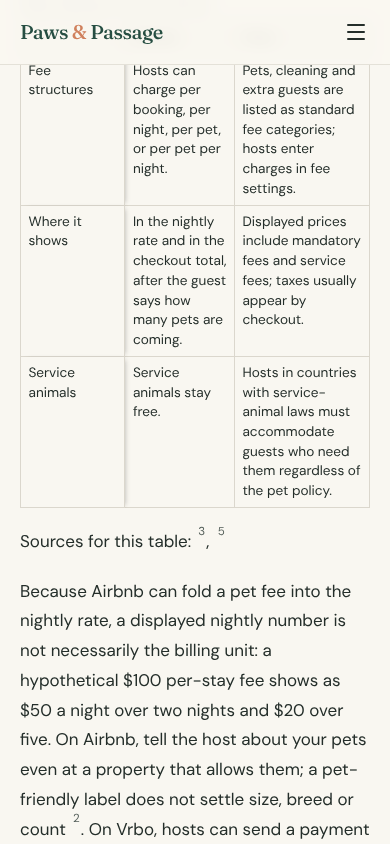 Paws & Passage
Fee structures
Hosts can charge per booking, per night, per pet, or per pet per night.
Pets, cleaning and extra guests are listed as standard fee categories; hosts enter charges in fee settings.
Where it shows
In the nightly rate and in the checkout total, after the guest says how many pets are coming.
Displayed prices include mandatory fees and service fees; taxes usually appear by checkout.
Service animals
Service animals stay free.
Hosts in countries with service-animal laws must accommodate guests who need them regardless of the pet policy.
Sources for this table: 3, 5
Because Airbnb can fold a pet fee into the
nightly rate, a displayed nightly number is
not necessarily the billing unit: a
hypothetical $100 per-stay fee shows as
$50 a night over two nights and $20 over
five. On Airbnb, tell the host about your pets
even at a property that allows them; a pet-
friendly label does not settle size, breed or
count 2. On Vrbo, hosts can send a payment